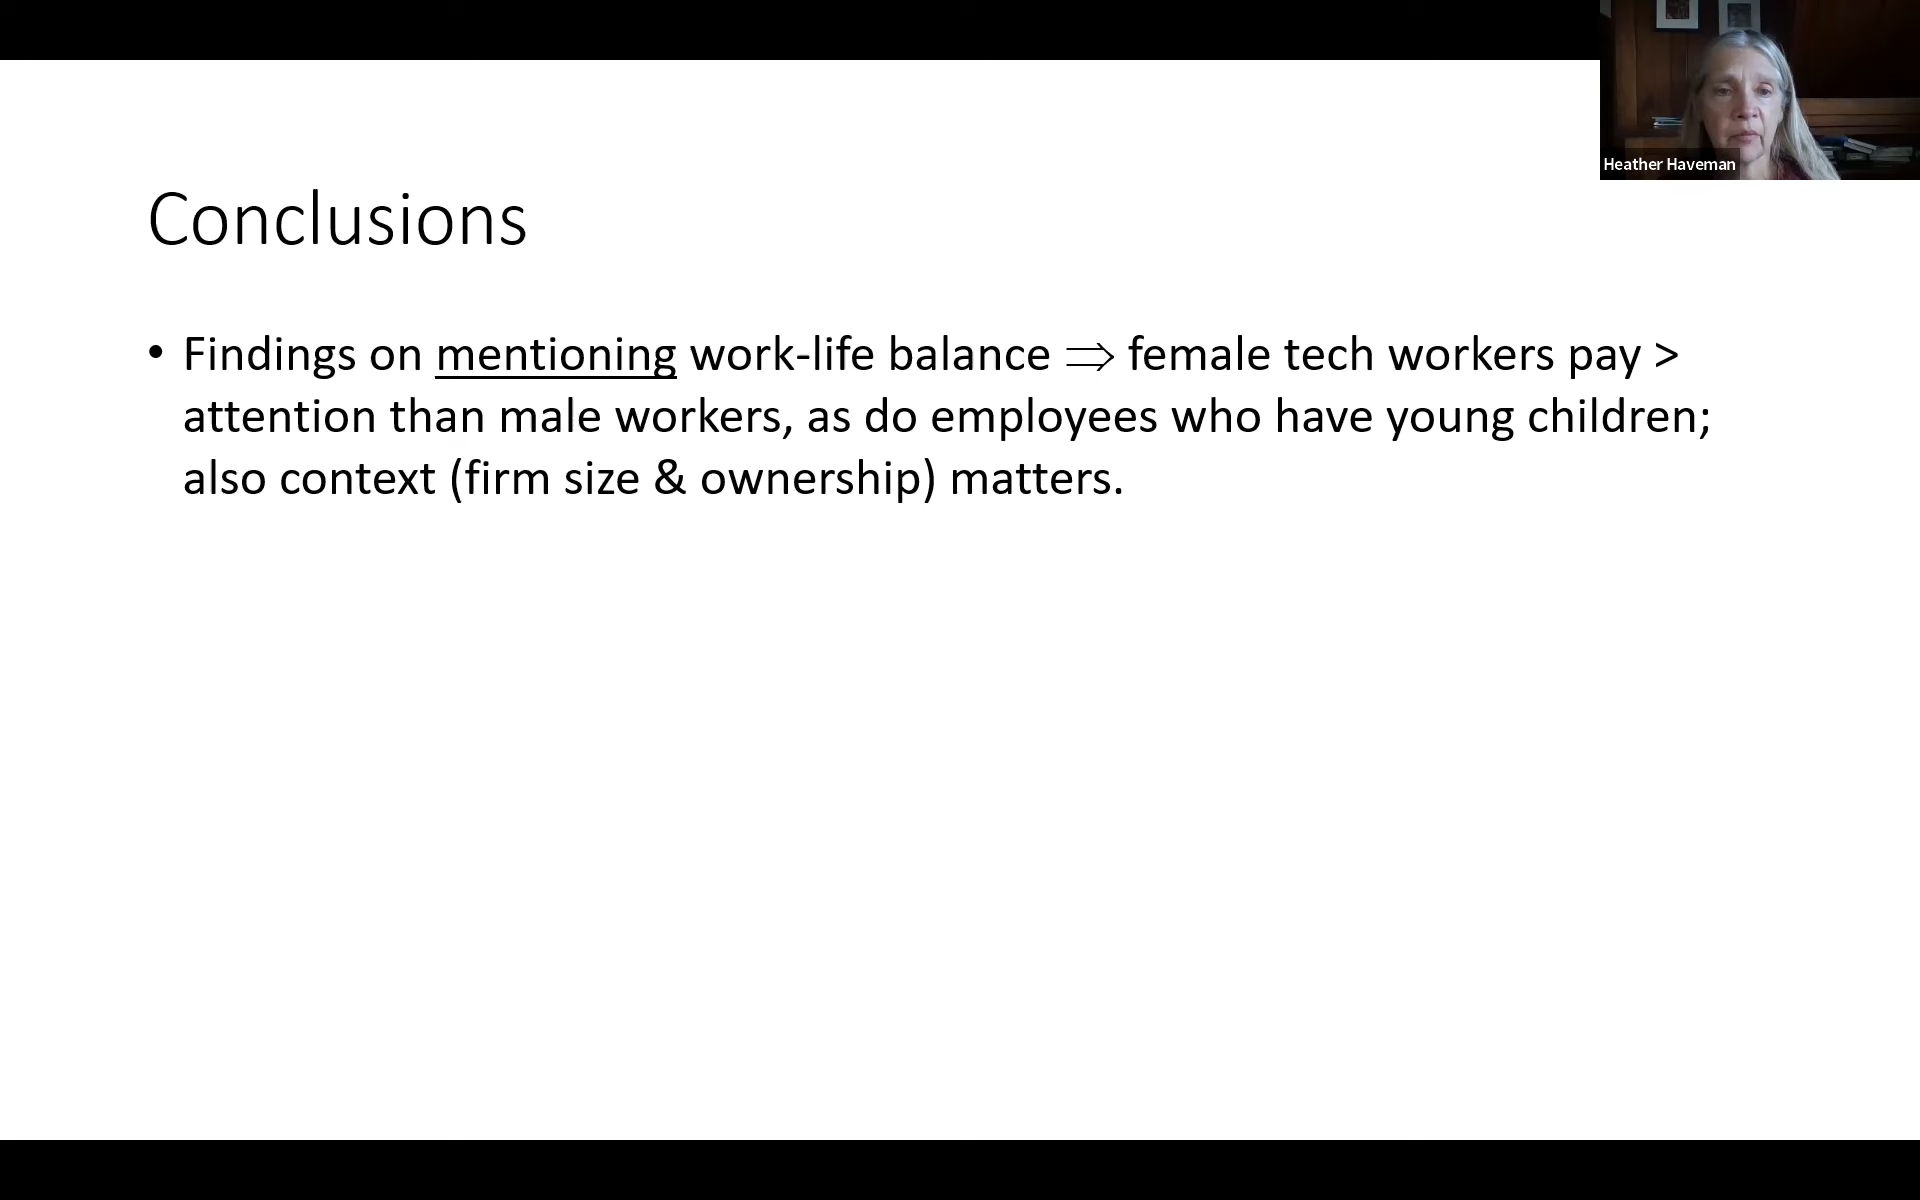 Heather Haveman
Conclusions
• Findings on mentioning work-life balance ⇒ female tech workers pay >
attention than male workers, as do employees who have young children;
also context (firm size & ownership) matters.